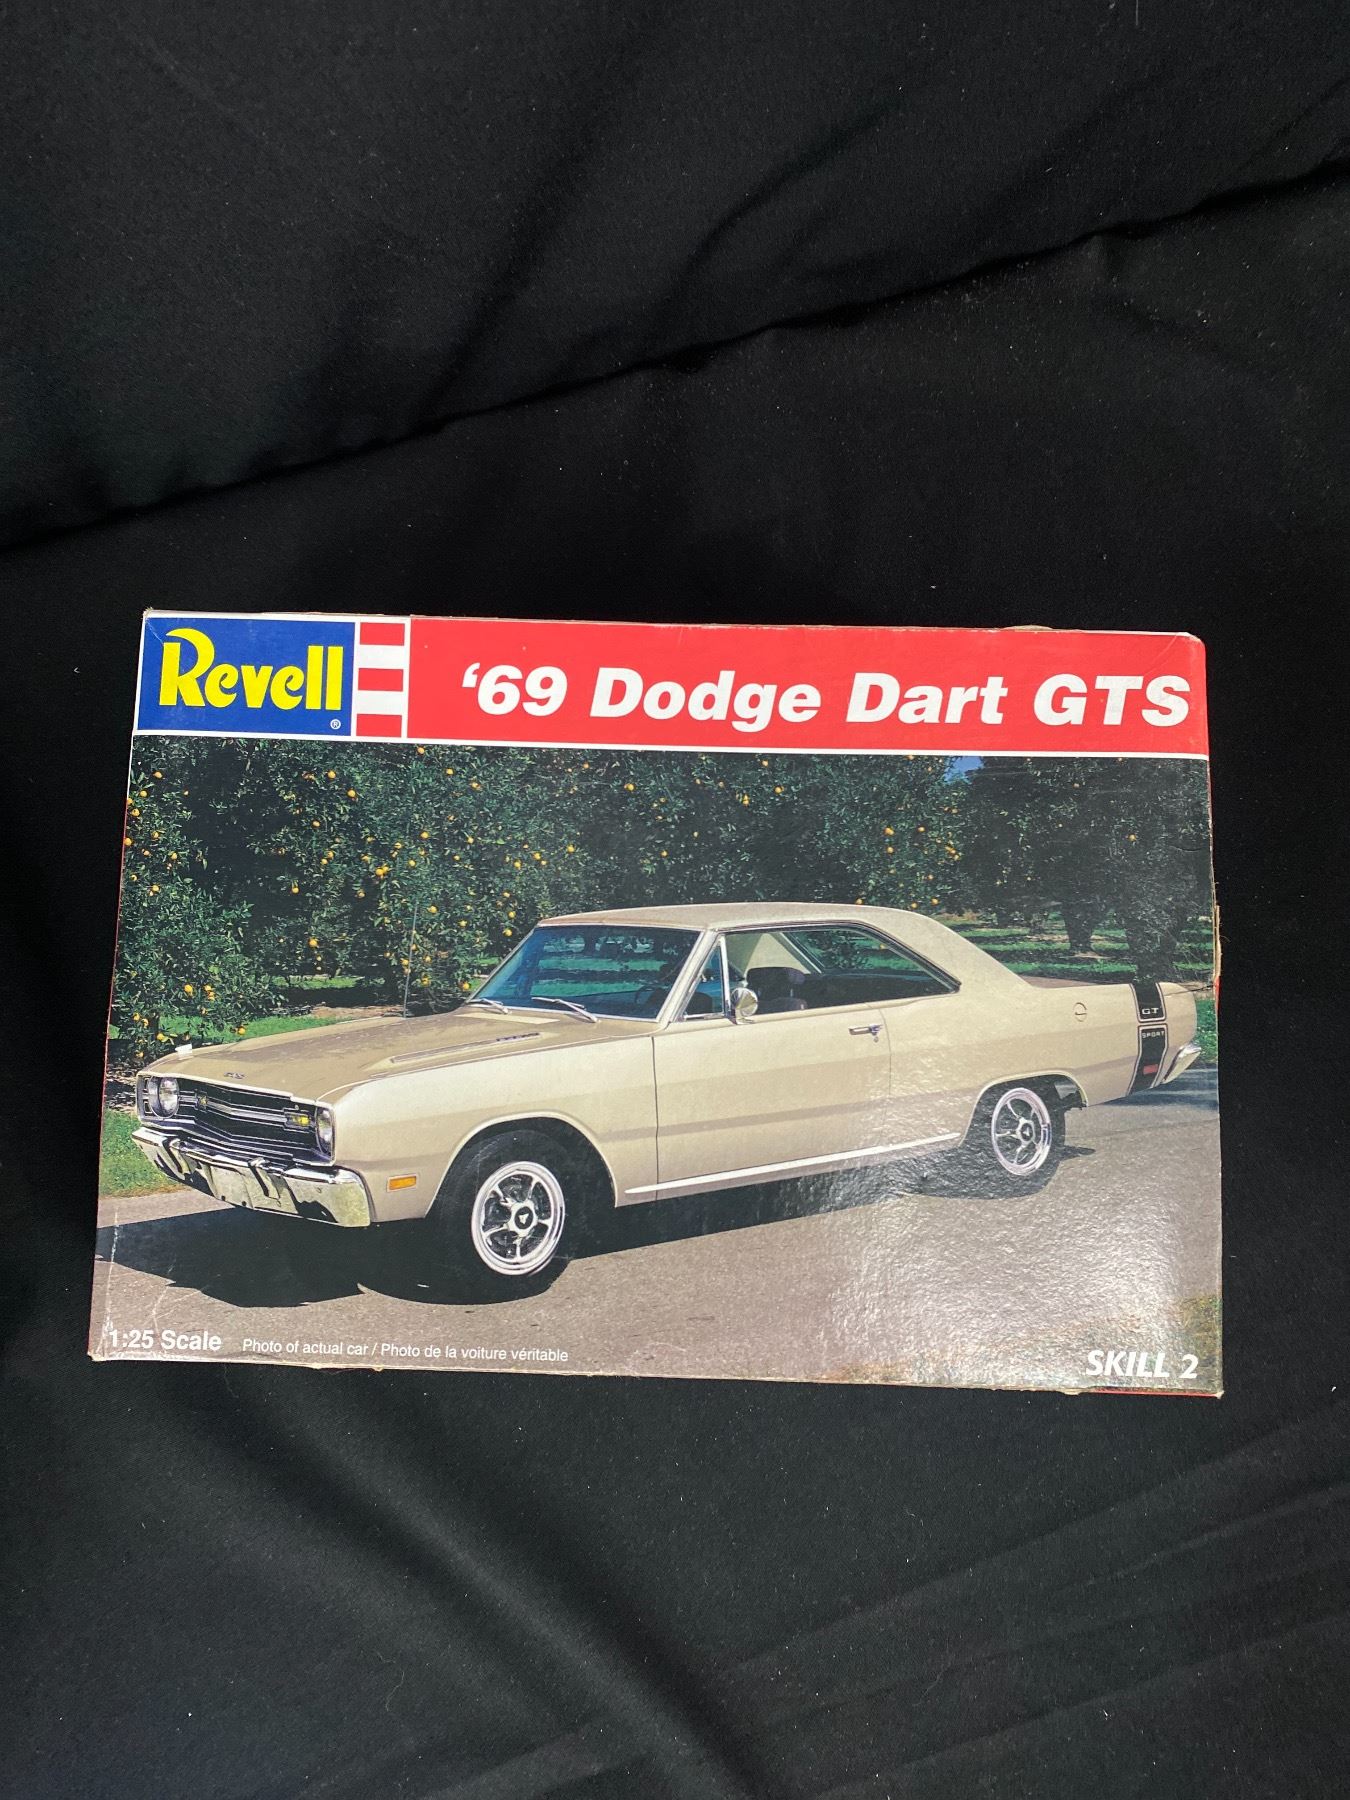 Revell ®
'69 Dodge Dart GTS
GTS
GT
SPORT
1:25 Scale Photo of actual car / Photo de la voiture véritable
SKILL 2